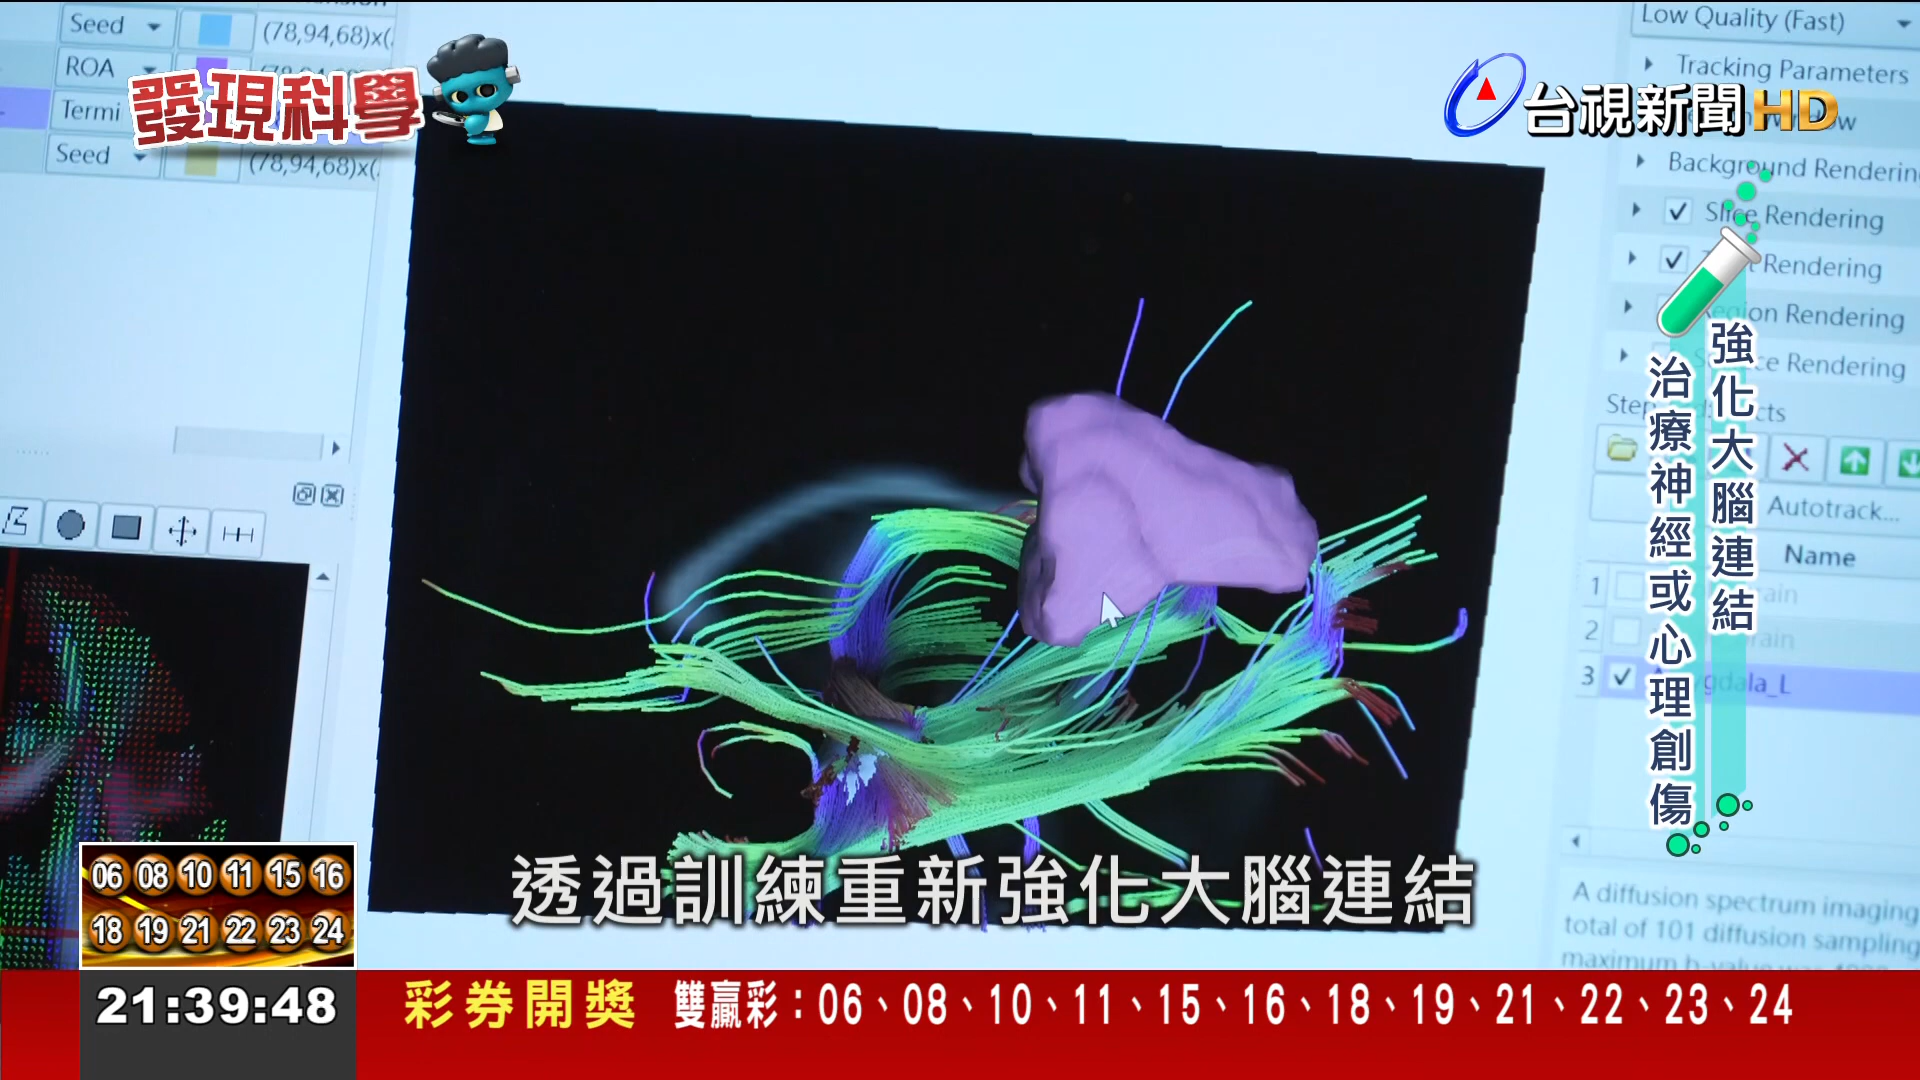 Seed
(78,94,68)x(
ROA
Termi
Seed
(78,94,68)x(
發現科學
台視新聞HD
Low Quality (Fast)
Tracking Parameters
Background Renderin
Slice Rendering
Rendering
Region Rendering
Rendering
強化大腦連結
治療神經或心理創傷
Autotrack...
Name
1
2
3
A diffusion spectrum imaging
total of 101 diffusion sampling
透過訓練重新強化大腦連結
06 08 10 11 15 16
18 19 21 22 23 24
21:39:48
彩券開獎 雙贏彩：06、08、10、11、15、16、18、19、21、22、23、24